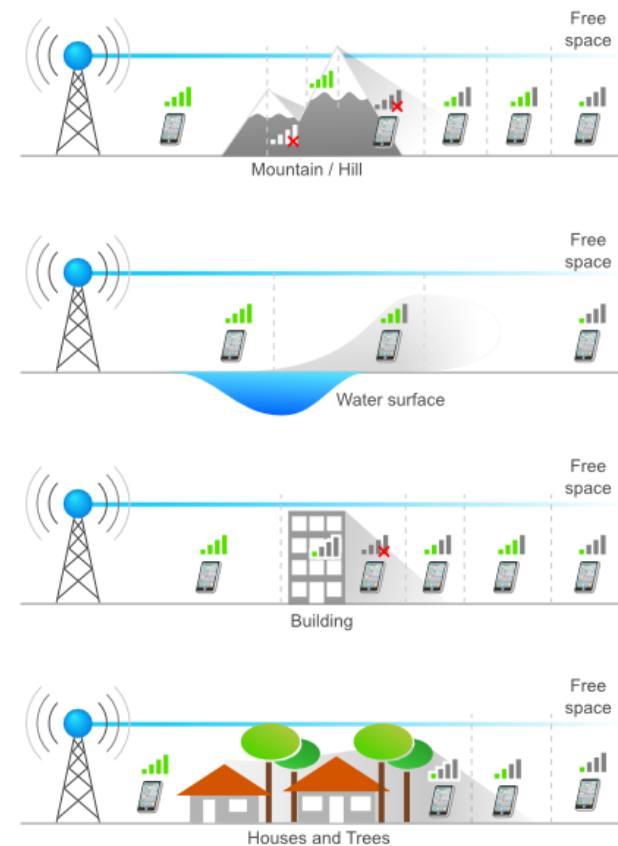 Free
space
Mountain / Hill
Free
space
Water surface
Free
space
Building
Free
space
Houses and Trees